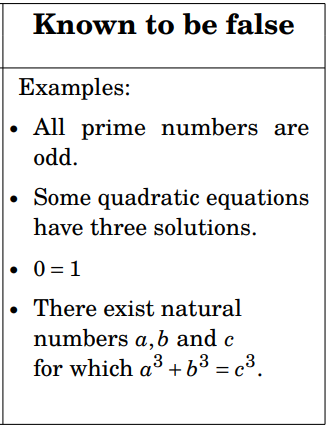 Known to be false
Examples:
• All prime numbers are
odd.
• Some quadratic equations
have three solutions.
• 0 = 1
• There exist natural
numbers a, b and c
for which a³ + b³ = c³.